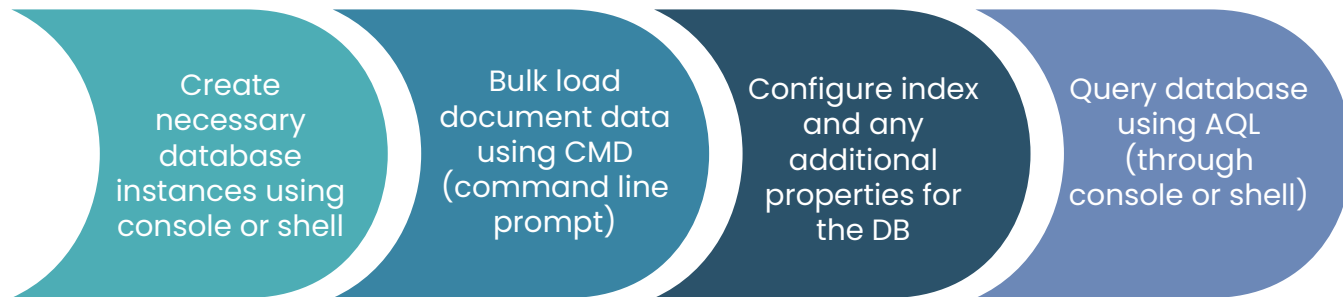 Create
necessary
database
instances using
console or shell
Bulk load
document data
using CMD
(command line
prompt)
Configure index
and any
additional
properties for
the DB
Query database
using AQL
(through
console or shell)